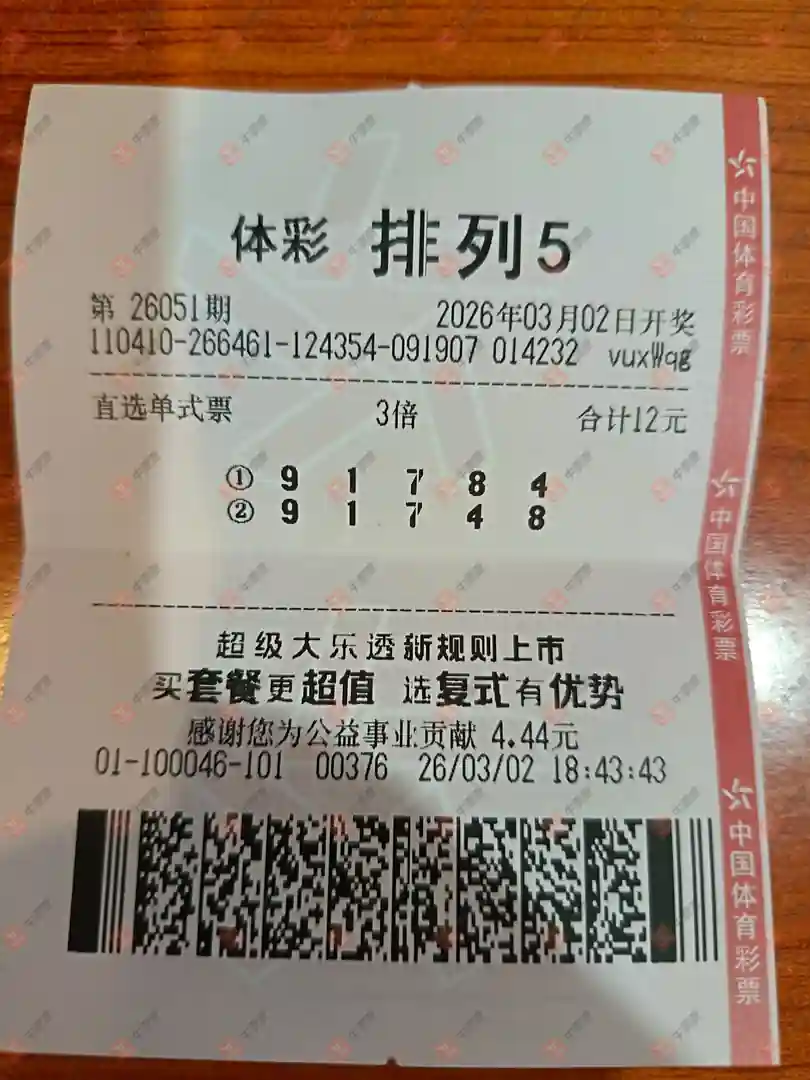 体彩 排列5
第 26051期 2026年03月02日开奖
110410-266461-124354-091907 014232 vuxWqg
直选单式票 3倍 合计12元
① 9 1 7 8 4
② 9 1 7 4 8
超级大乐透新规则上市
买套餐更超值 选复式有优势
感谢您为公益事业贡献 4.44元
01-100046-101 00376 26/03/02 18:43:43
中国体育彩票
中国体育彩票
中国体育彩票